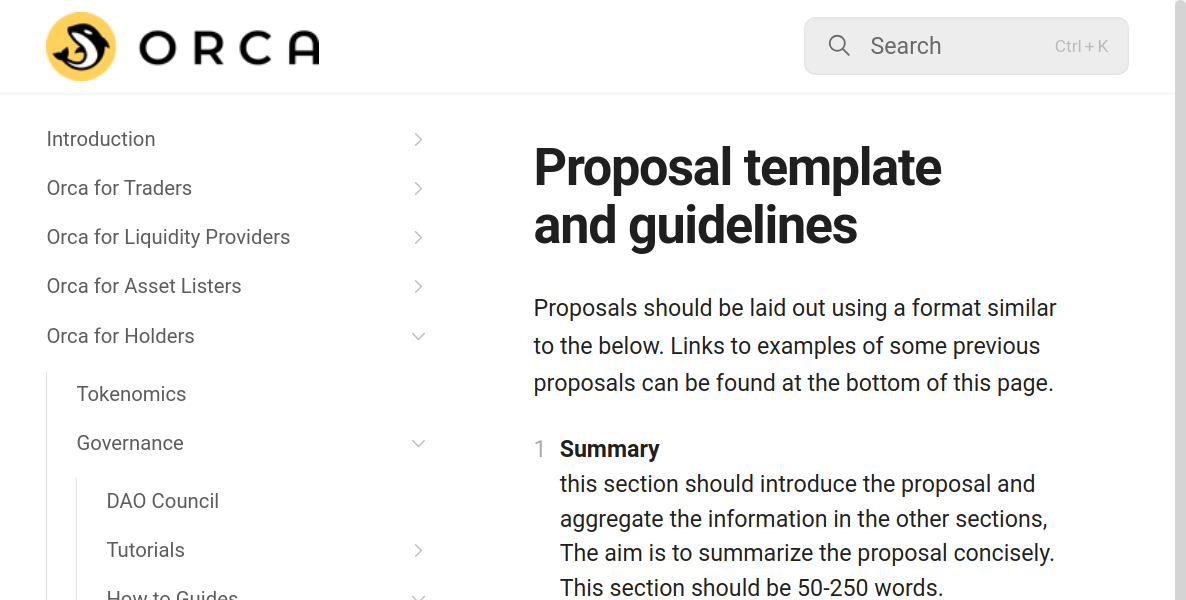 ORCA
Search
Ctrl + K
Introduction
Orca for Traders
Orca for Liquidity Providers
Orca for Asset Listers
Orca for Holders
Tokenomics
Governance
DAO Council
Tutorials
How to Guides
Proposal template
and guidelines
Proposals should be laid out using a format similar
to the below. Links to examples of some previous
proposals can be found at the bottom of this page.
1 Summary
this section should introduce the proposal and
aggregate the information in the other sections,
The aim is to summarize the proposal concisely.
This section should be 50-250 words.